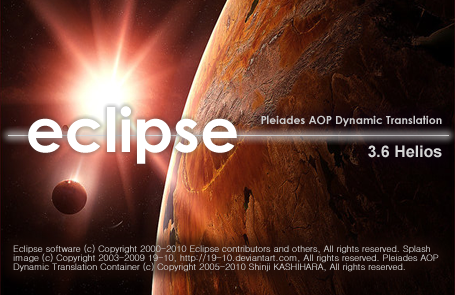 Pleiades AOP Dynamic Translation
eclipse
3.6 Helios
Eclipse software (c) Copyright 2000-2010 Eclipse contributors and others, All rights reserved. Splash
image (c) Copyright 2003-2009 19-10, http://19-10.deviantart.com, All rights reserved. Pleiades AOP
Dynamic Translation Container (c) Copyright 2005-2010 Shinji KASHIHARA, All rights reserved.